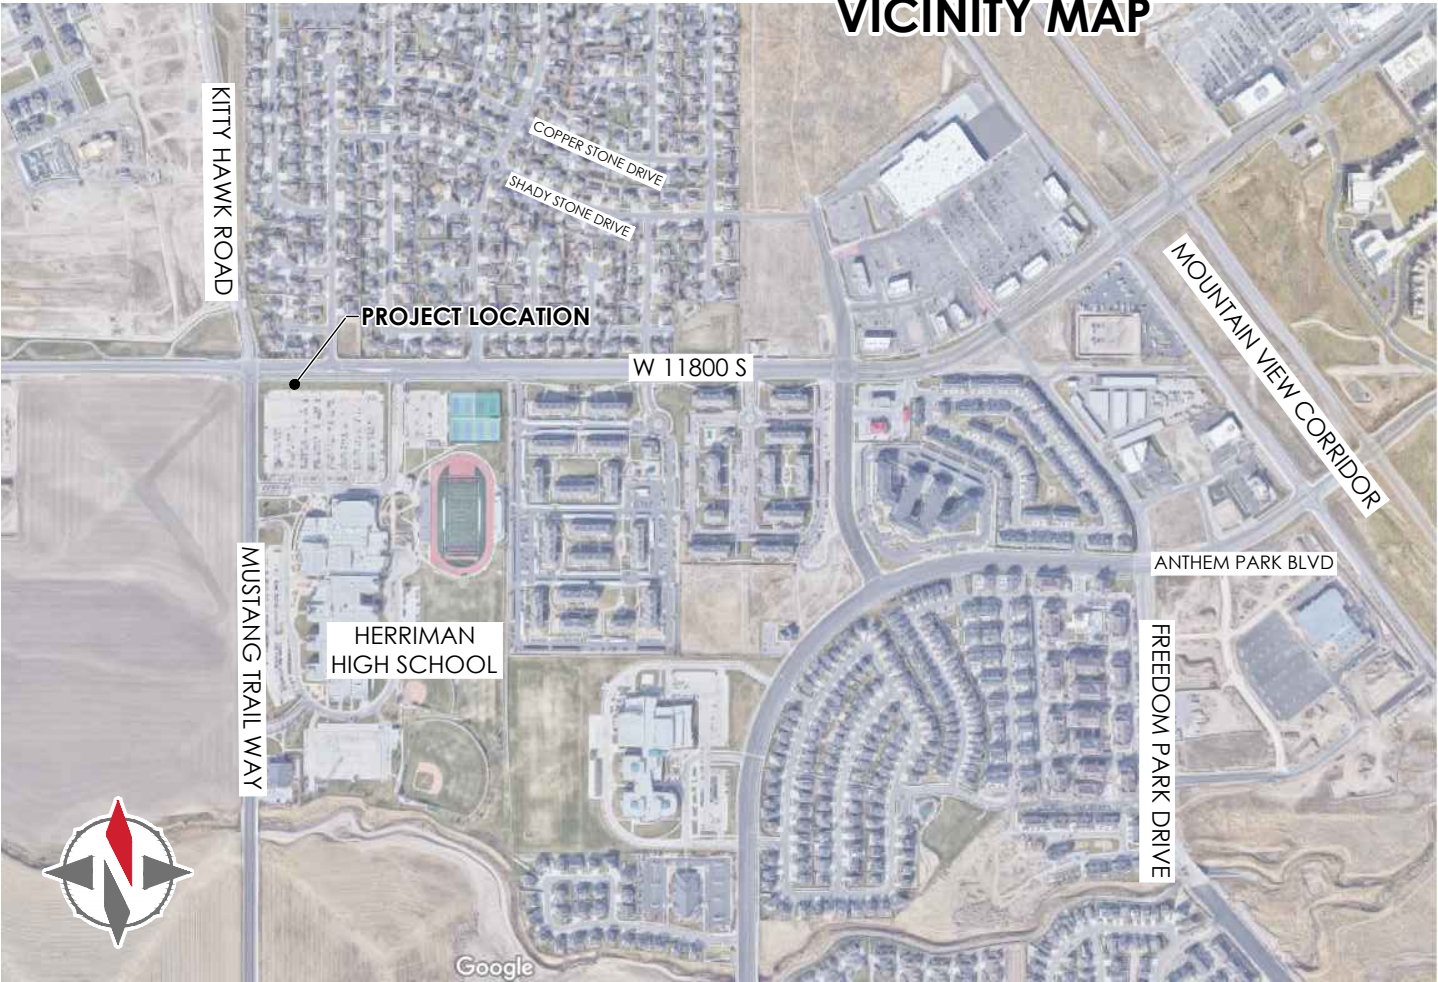 VICINITY MAP
KITTY HAWK ROAD
COPPER STONE DRIVE
SHADY STONE DRIVE
PROJECT LOCATION
W 11800 S
MOUNTAIN VIEW CORRIDOR
ANTHEM PARK BLVD
MUSTANG TRAIL WAY
HERRIMAN
HIGH SCHOOL
FREEDOM PARK DRIVE
N
Google